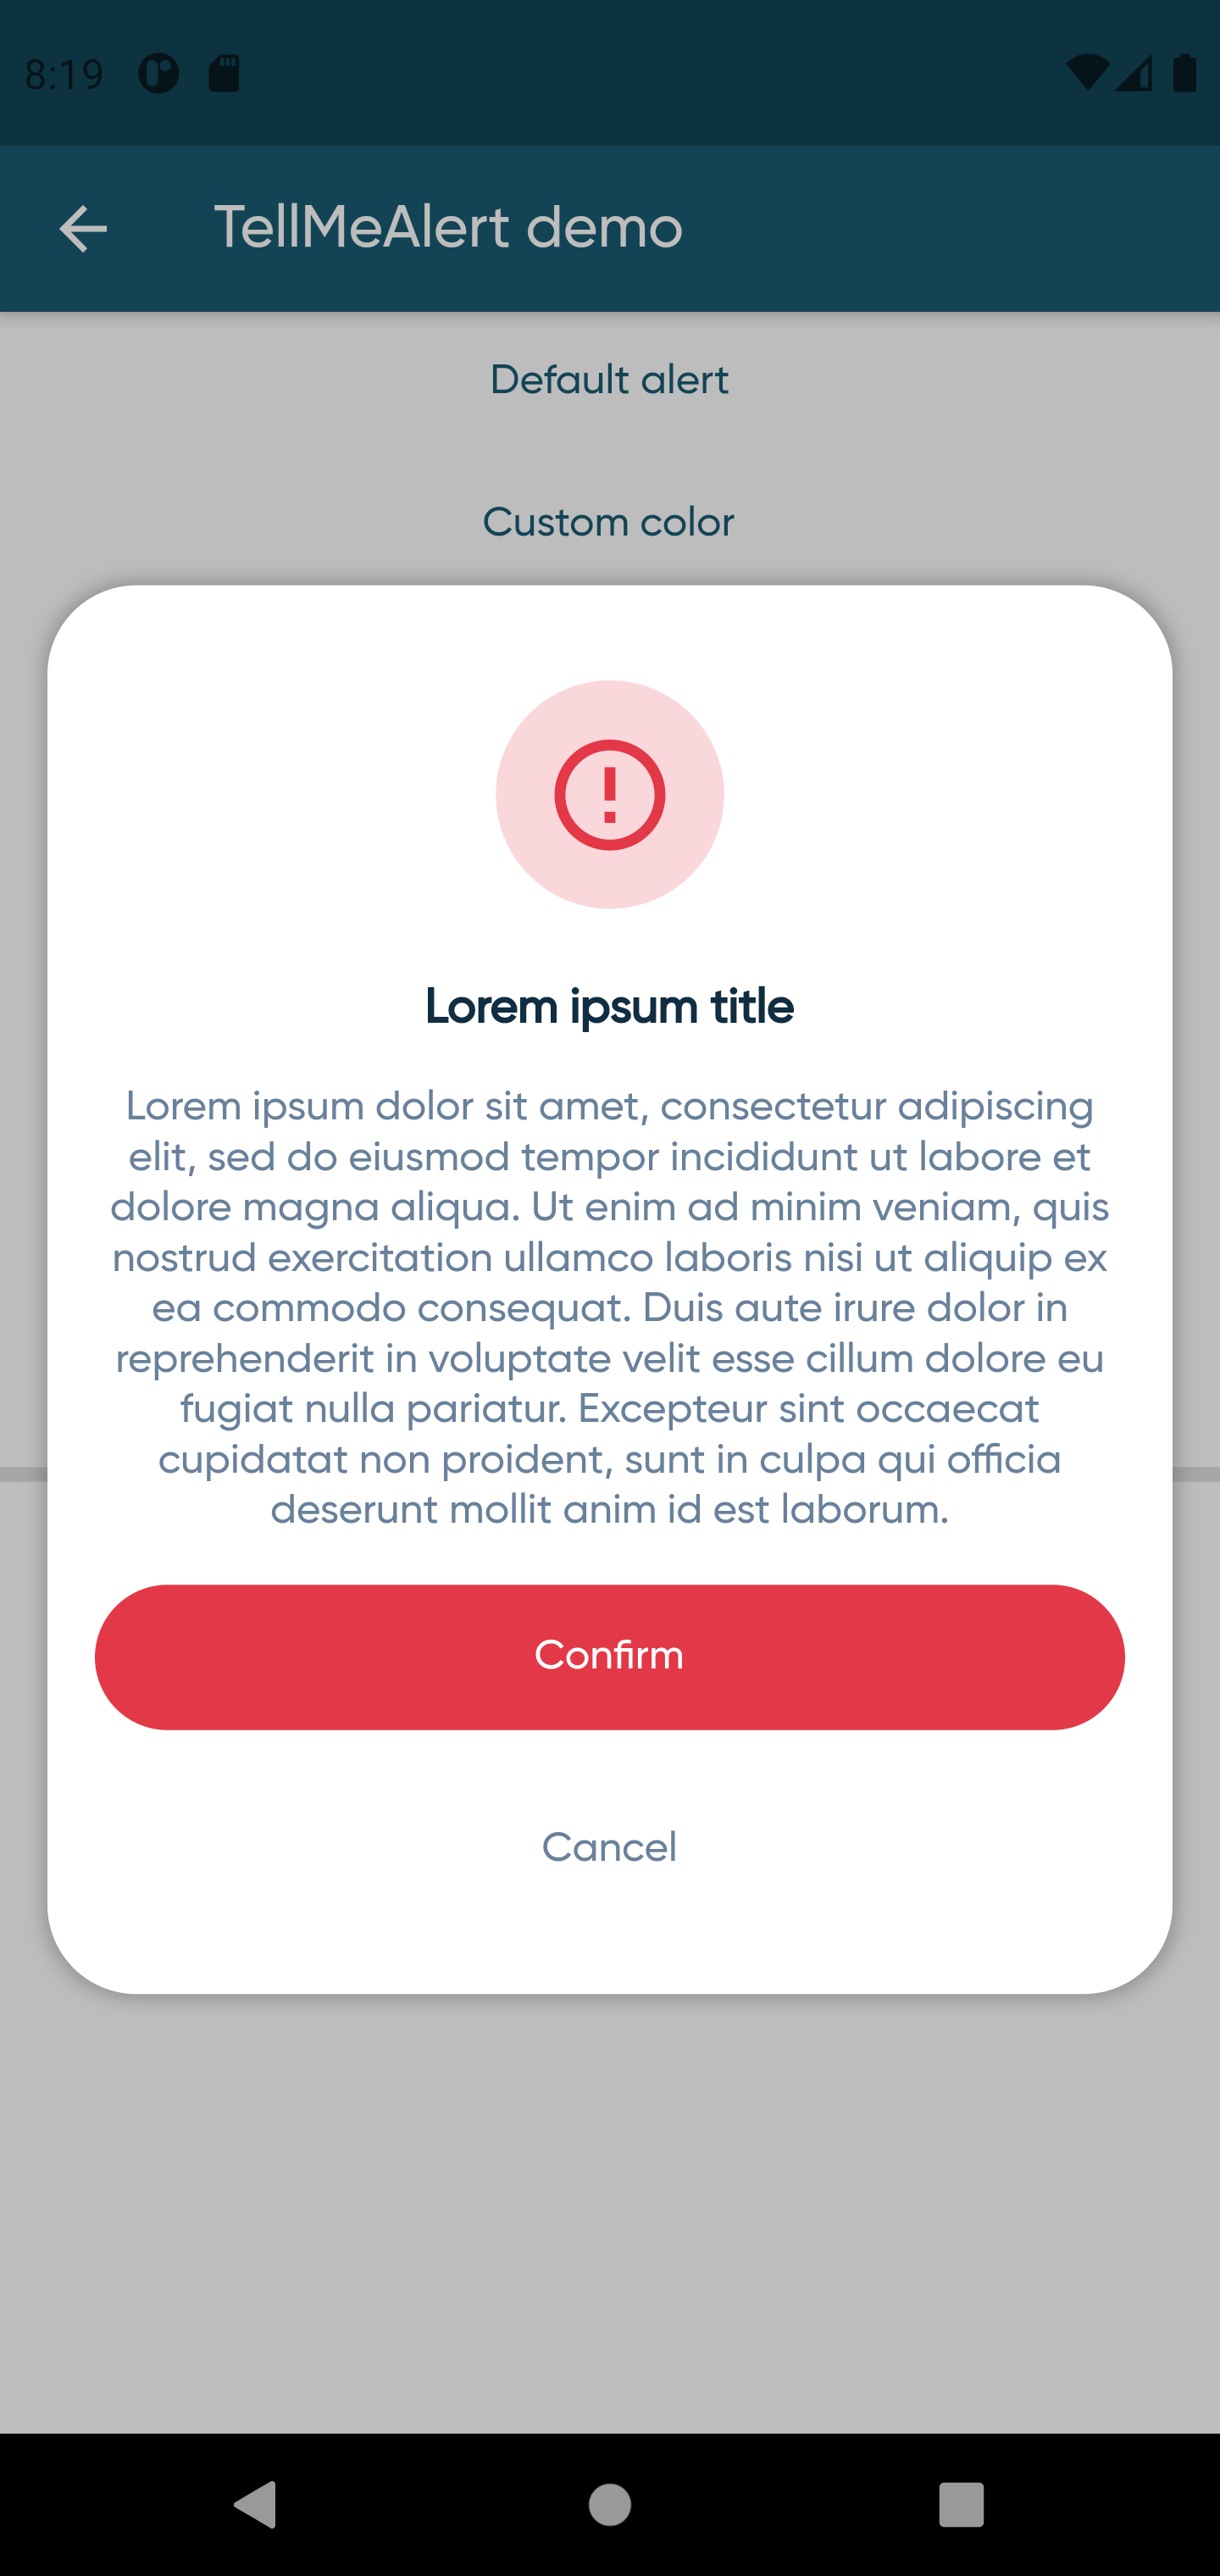 8:19
TellMeAlert demo
Default alert
Custom color
Lorem ipsum title
Lorem ipsum dolor sit amet, consectetur adipiscing
elit, sed do eiusmod tempor incididunt ut labore et
dolore magna aliqua. Ut enim ad minim veniam, quis
nostrud exercitation ullamco laboris nisi ut aliquip ex
ea commodo consequat. Duis aute irure dolor in
reprehenderit in voluptate velit esse cillum dolore eu
fugiat nulla pariatur. Excepteur sint occaecat
cupidatat non proident, sunt in culpa qui officia
deserunt mollit anim id est laborum.
Confirm
Cancel